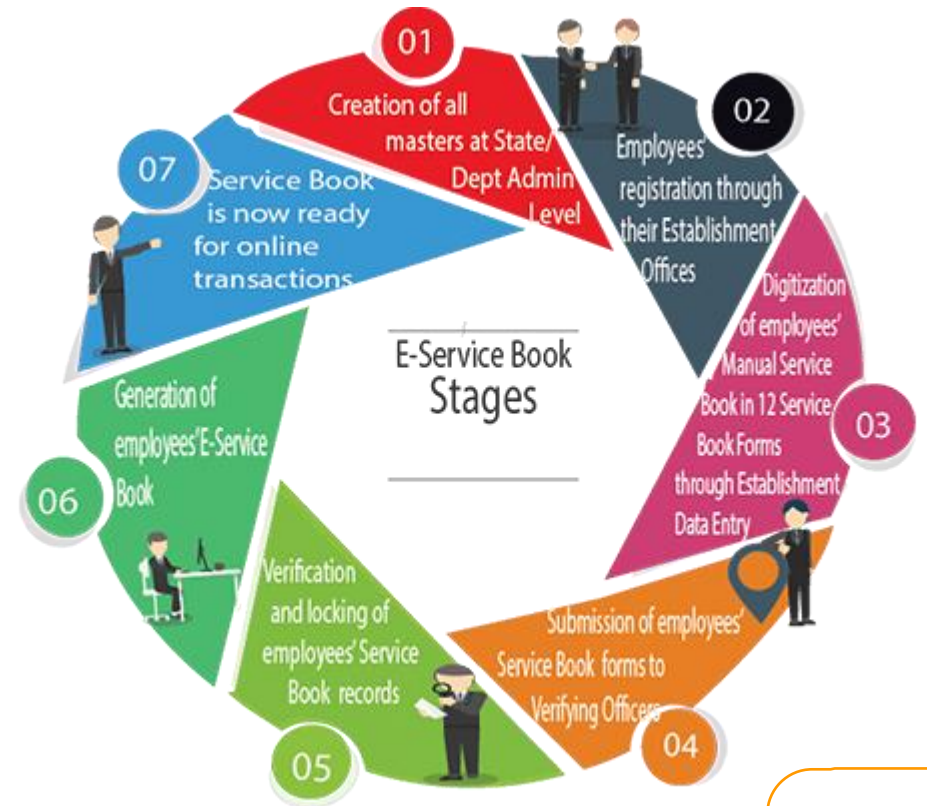 01
Creation of all
masters at State/
Dept Admin
Level
02
Employees'
registration through
their Establishment
Offices
Digitization
of employees'
Manual Service
Book in 12 Service
Book Forms
through Establishment
Data Entry
03
Submission of employees'
Service Book forms to
Verifying Officers
04
Verification
and locking of
employees' Service
Book records
05
Generation of
employees' E-Service
Book
06
07
Service Book
is now ready
for online
transactions
E-Service Book
Stages